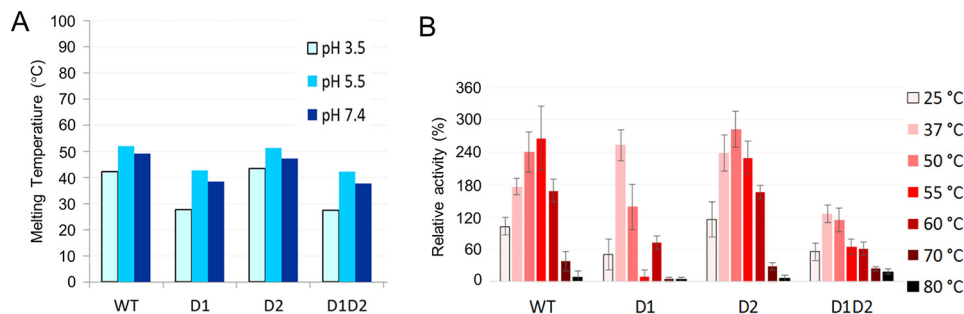 A
Melting Temperatiure (°C)
100
90
80
70
60
50
40
30
20
10
0
pH 3.5
pH 5.5
pH 7.4
WT D1 D2 D1D2
B
Relative activity (%)
360
300
240
180
120
60
0
WT D1 D2 D1D2
25 °C
37 °C
50 °C
55 °C
60 °C
70 °C
80 °C